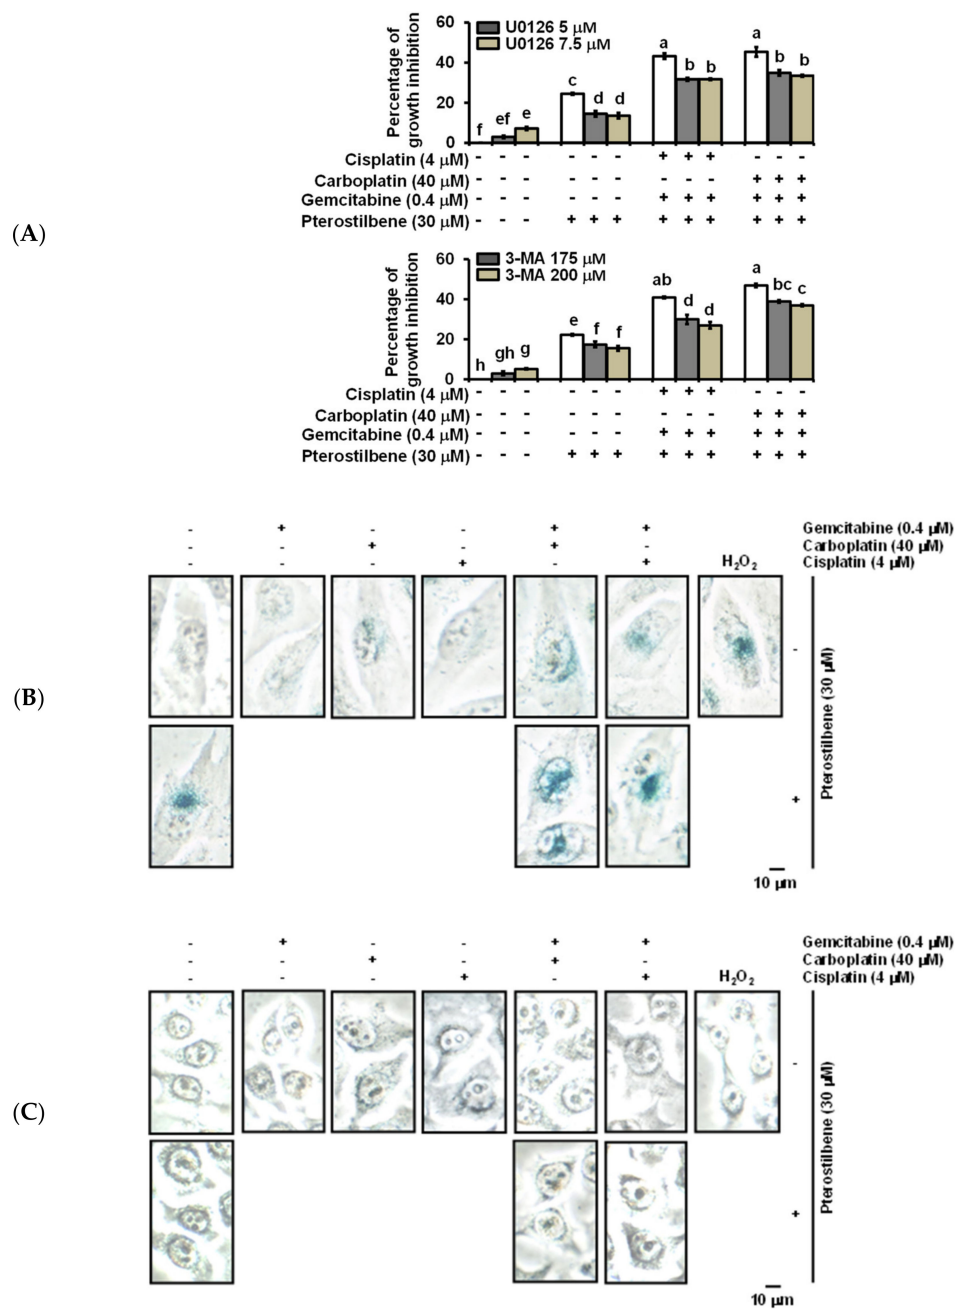 (A)
Percentage of
growth inhibition
60
40
20
0
U0126 5 μM
U0126 7.5 μM
f ef e c d d a b b a b b
Cisplatin (4 μM) - - - - - - + + + - - -
Carboplatin (40 μM) - - - - - - - - - + + +
Gemcitabine (0.4 μM) - - - - - - + + + + + +
Pterostilbene (30 μM) - - - + + + + + + + + +
Percentage of
growth inhibition
60
40
20
0
3-MA 175 μM
3-MA 200 μM
h gh g e f f ab d d a bc c
Cisplatin (4 μM) - - - - - - + + + - - -
Carboplatin (40 μM) - - - - - - - - - + + +
Gemcitabine (0.4 μM) - - - - - - + + + + + +
Pterostilbene (30 μM) - - - + + + + + + + + +
(B)
- + - - + + Gemcitabine (0.4 μM)
- - + - + - Carboplatin (40 μM)
- - - + - + H2O2 Cisplatin (4 μM)
-
+
Pterostilbene (30 μM)
10 μm
(C)
- + - - + + Gemcitabine (0.4 μM)
- - + - + - Carboplatin (40 μM)
- - - + - + H2O2 Cisplatin (4 μM)
-
+
Pterostilbene (30 μM)
10 μm